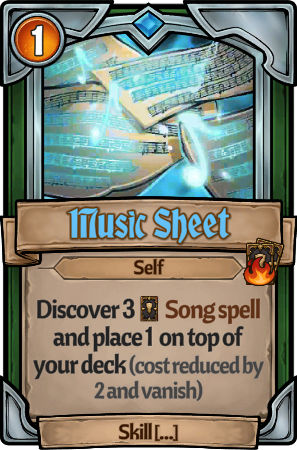 1
Music Sheet
Self
Discover 3 Song spell
and place 1 on top of
your deck (cost reduced by
2 and vanish)
Skill [...]